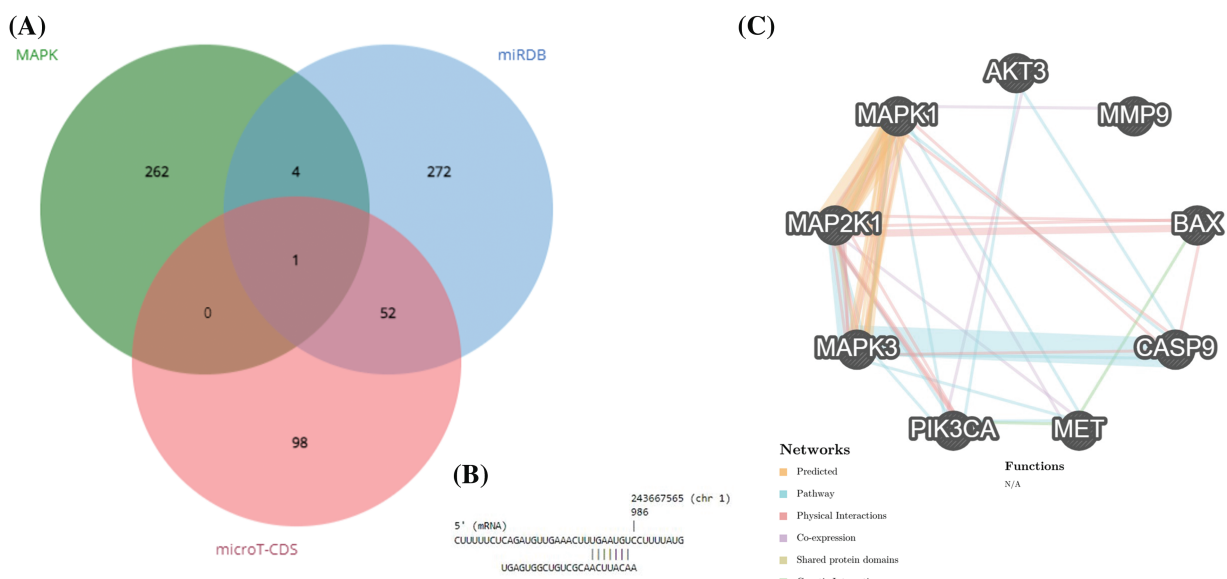 (A)
MAPK
miRDB
262
4
272
1
0
52
98
microT-CDS
(B)
243667565 (chr 1)
986
5' (mRNA)
CUUUUUCUCAGAUGUUGAAACUUUGAAUGUCCUUUUAUG
UGAGUGGCUGUCGCAACUUACAA
(C)
AKT3
MAPK1
MMP9
MAP2K1
BAX
MAPK3
CASP9
PIK3CA
MET
Networks
Predicted
Pathway
Physical Interactions
Co-expression
Shared protein domains
Functions
N/A